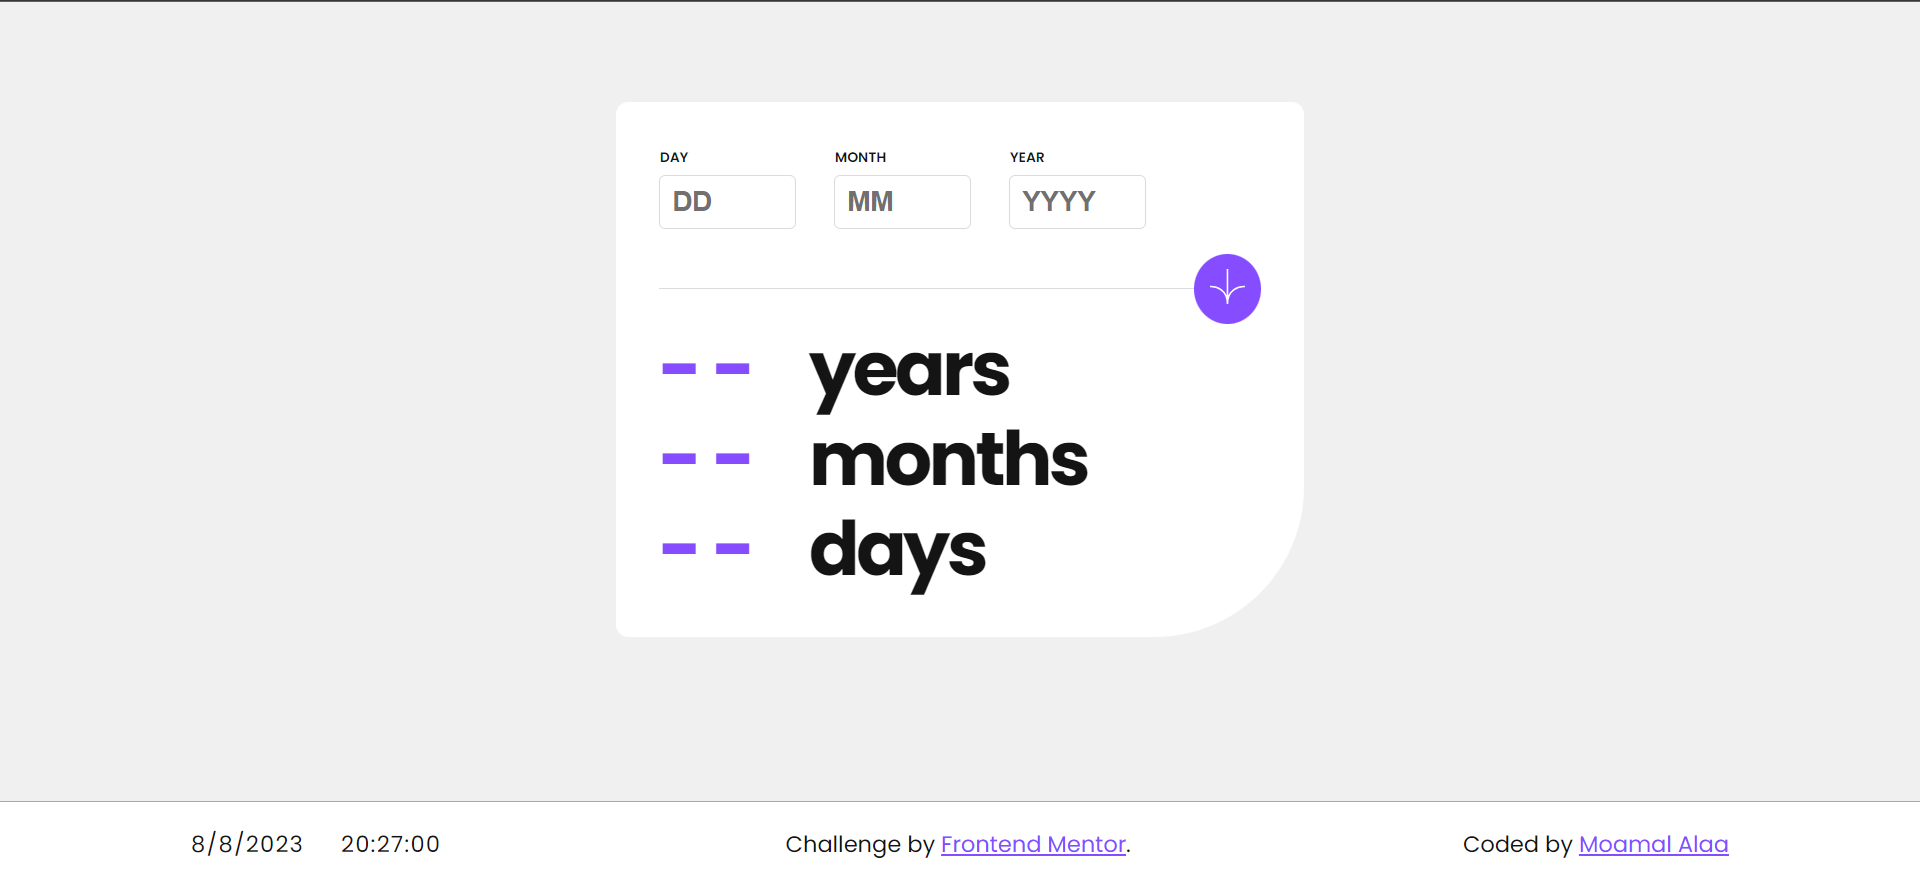 DAY MONTH YEAR
DD MM YYYY
-- years
-- months
-- days
8/8/2023 20:27:00 Challenge by Frontend Mentor. Coded by Moamal Alaa